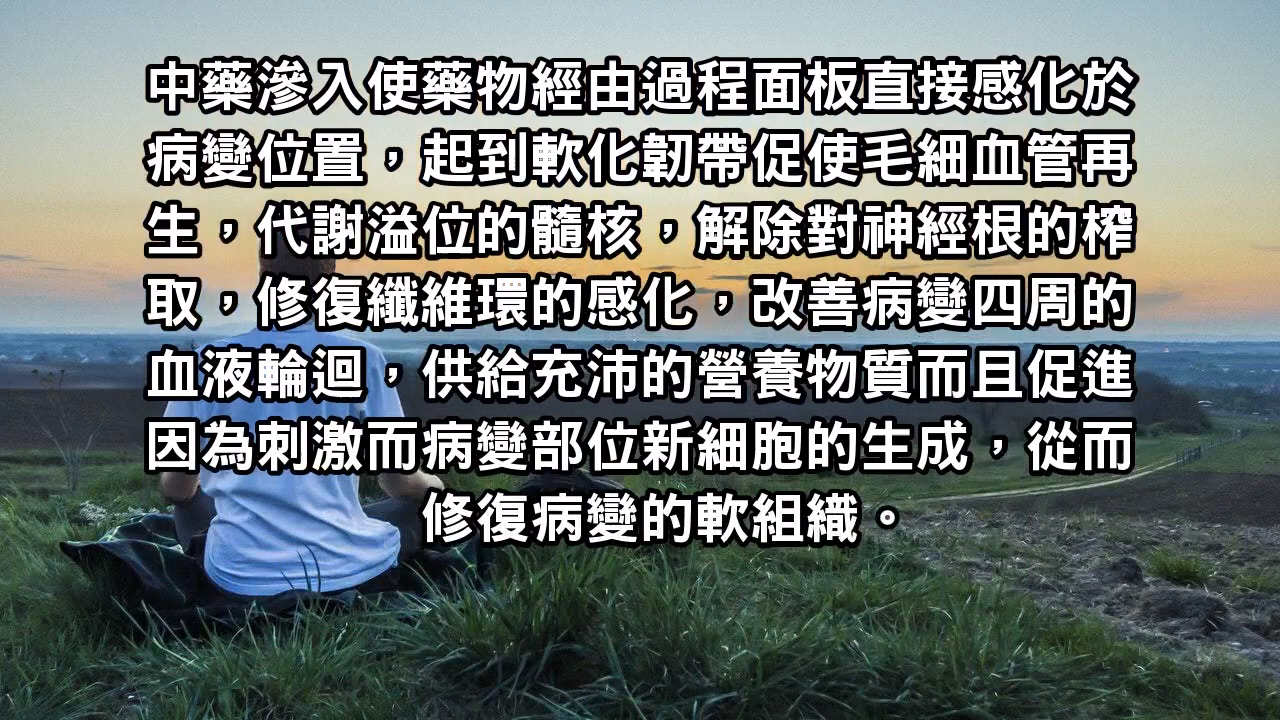 中藥滲入使藥物經由過程面板直接感化於
病變位置，起到軟化韌帶促使毛細血管再
生，代謝溢位的髓核，解除對神經根的榨
取，修復纖維環的感化，改善病變四周的
血液輪迴，供給充沛的營養物質而且促進
因為刺激而病變部位新細胞的生成，從而
修復病變的軟組織。